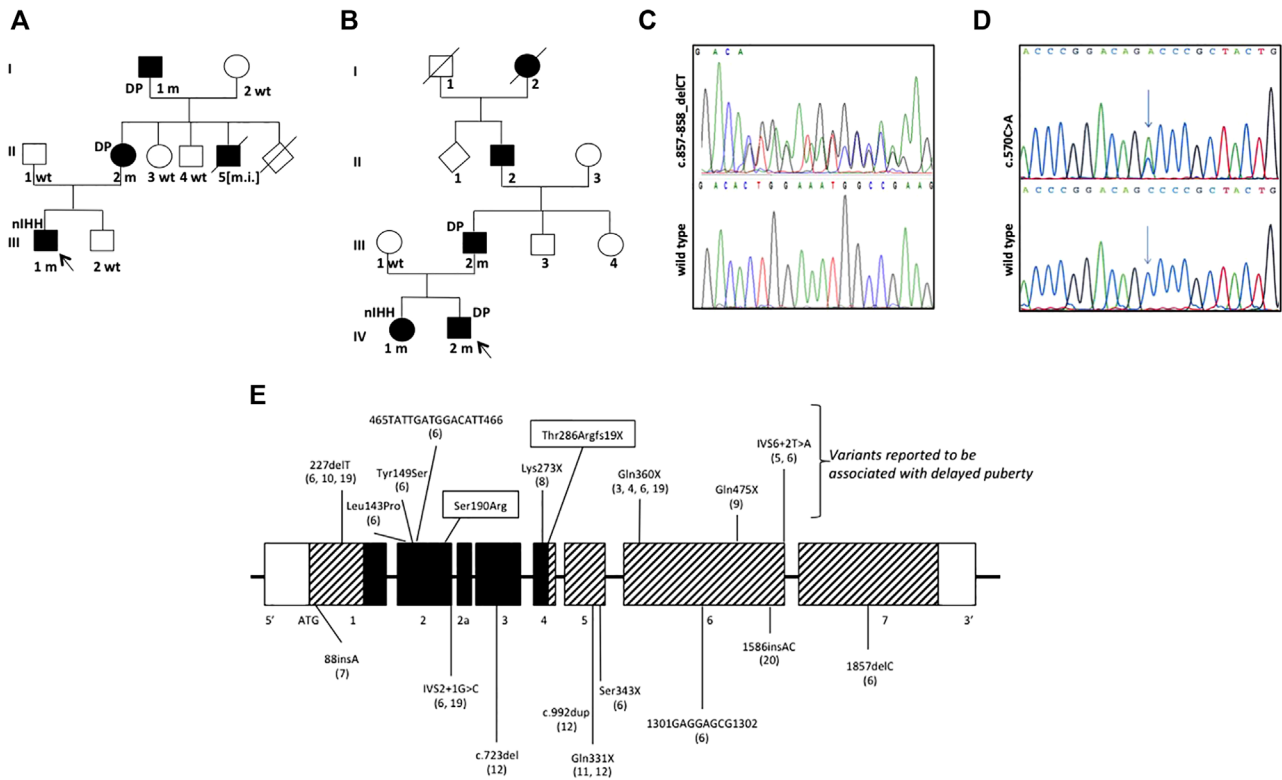 A
I
DP
1 m
2 wt
II
DP
1 wt
2 m
3 wt
4 wt
5[m.i.]
nIHH
III
1 m
2 wt
B
I
1
2
II
1
2
3
DP
III
1 wt
2 m
3
4
nIHH
DP
IV
1 m
2 m
C
c.857-858_delCT
G A C A
wild type
G A C A C T G G A A A T G G C C G A A G
D
c.570C>A
A C C C G G A C A G A C C C G C T A C T G
wild type
A C C C G G A C A G C C C C G C T A C T G
E
465TATTGATGGACATT466
(6)
Thr286Argfs19X
IVS6+2T>A
(5, 6)
Variants reported to be
associated with delayed puberty
227delT
(6, 10, 19)
Tyr149Ser
(6)
Lys273X
(8)
Gln360X
(3, 4, 6, 19)
Gln475X
(9)
Leu143Pro
(6)
Ser190Arg
5′ ATG 1 2 2a 3 4 5 6 7 3′
88insA
(7)
IVS2+1G>C
(6, 19)
c.723del
(12)
c.992dup
(12)
Gln331X
(11, 12)
Ser343X
(6)
1301GAGGAGCG1302
(6)
1586insAC
(20)
1857delC
(6)